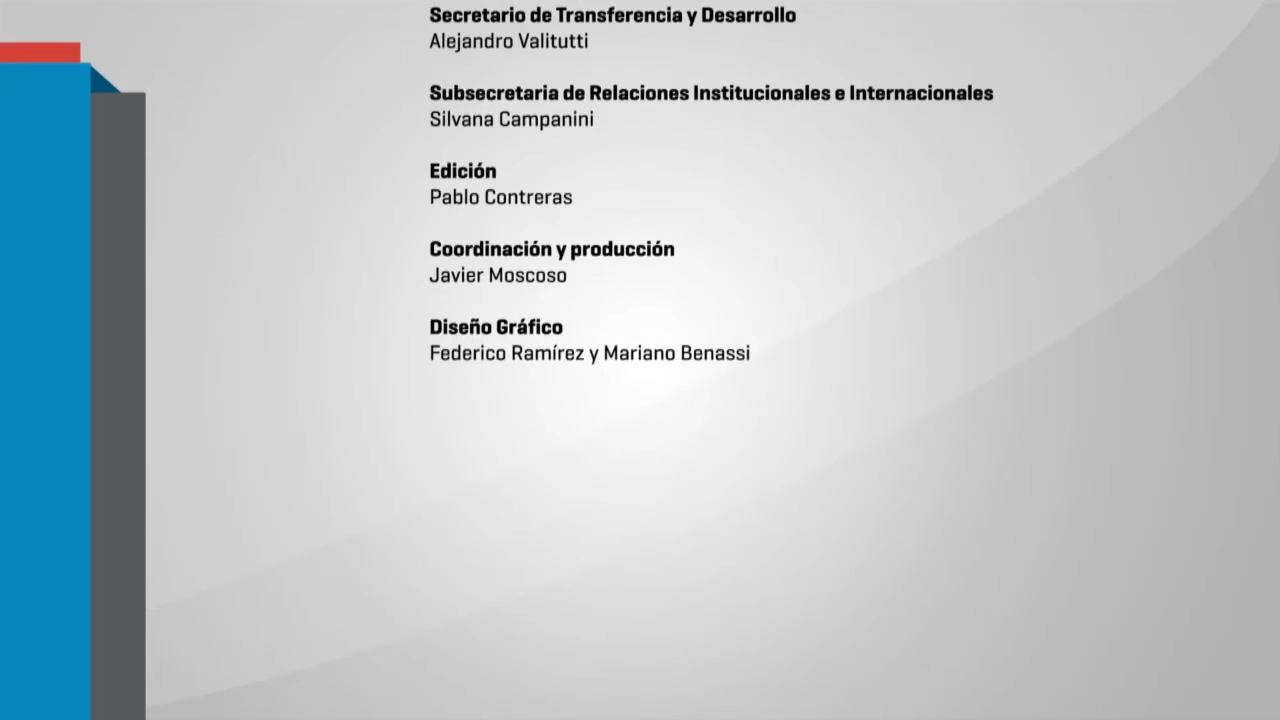 Secretario de Transferencia y Desarrollo
Alejandro Valitutti
Subsecretaria de Relaciones Institucionales e Internacionales
Silvana Campanini
Edición
Pablo Contreras
Coordinación y producción
Javier Moscoso
Diseño Gráfico
Federico Ramírez y Mariano Benassi